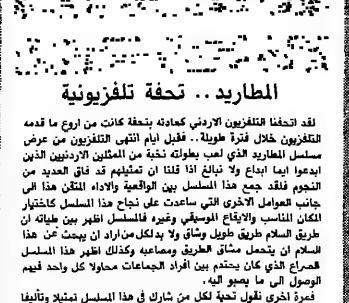 المطاريد .. تحفة تلفزيونية
لقد اتحفنا التلفزيون الاردني كعادته بتحفة كانت من اروع ما قدمه
التلفزيون خلال فترة طويلة .. فقبل ايام انتهى التلفزيون من عرض
مسلسل المطاريد الذي لعب بطولته نخبة من الممثلين الاردنيين الذين
ابدعوا ايما ابداع ولا نبالغ اذا قلنا ان تمثيلهم قد فاق العديد من
النجوم فلقد جمع هذا المسلسل بين الواقعية والاداء المتقن هذا الى
جانب العوامل الاخرى التي ساعدت على نجاح هذا المسلسل كاختيار
المكان المناسب والايقاع الموسيقي وغيره فالمسلسل اظهر بين طياته ان
طريق السلام طريق طويل وشاق ولا بد لكل من اراد ان يبحث عن هذا
السلام ان يتحمل مشاق الطريق ومصاعبه وكذلك اظهر هذا المسلسل
الصراع الذي كان يحتدم بين أفراد الجماعات محاولا كل واحد فيهم
الوصول الى ما يصبو اليه.
فمرة اخرى نقول تحية لكل من شارك في هذا المسلسل تمثيلا وتأليفا